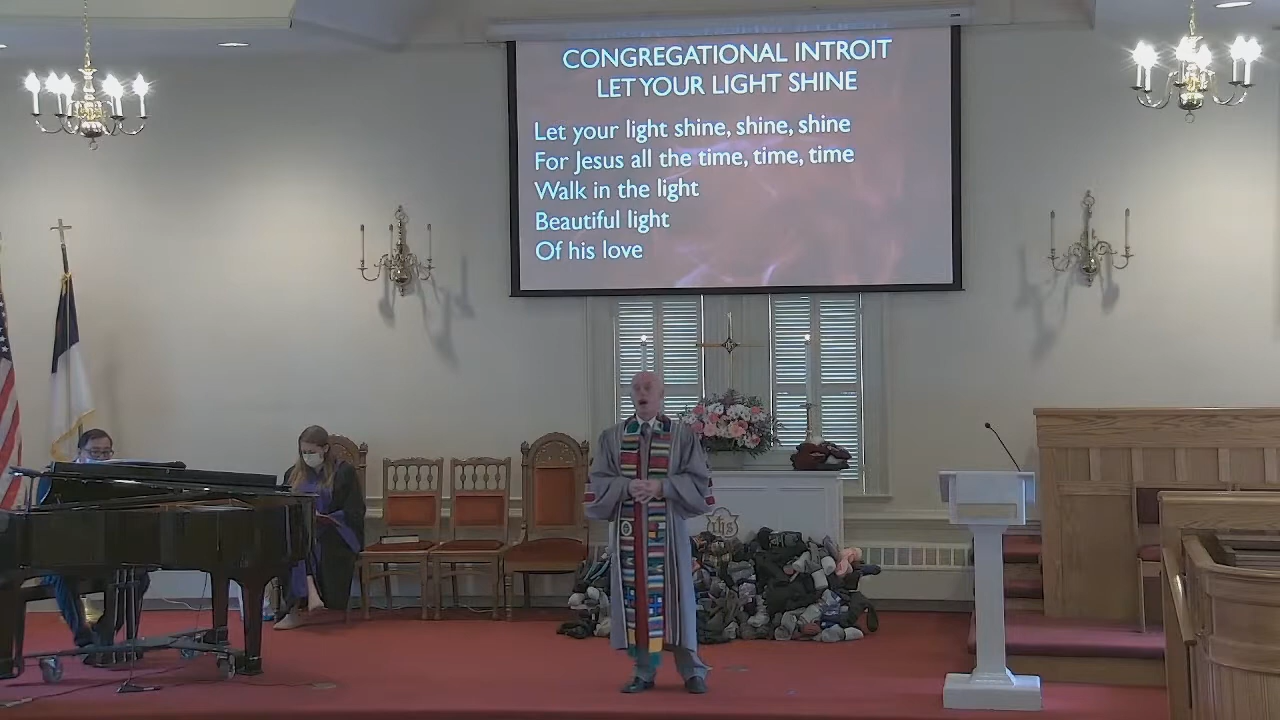 CONGREGATIONAL INTROIT
LET YOUR LIGHT SHINE
Let your light shine, shine, shine
For Jesus all the time, time, time
Walk in the light
Beautiful light
Of his love
ihs